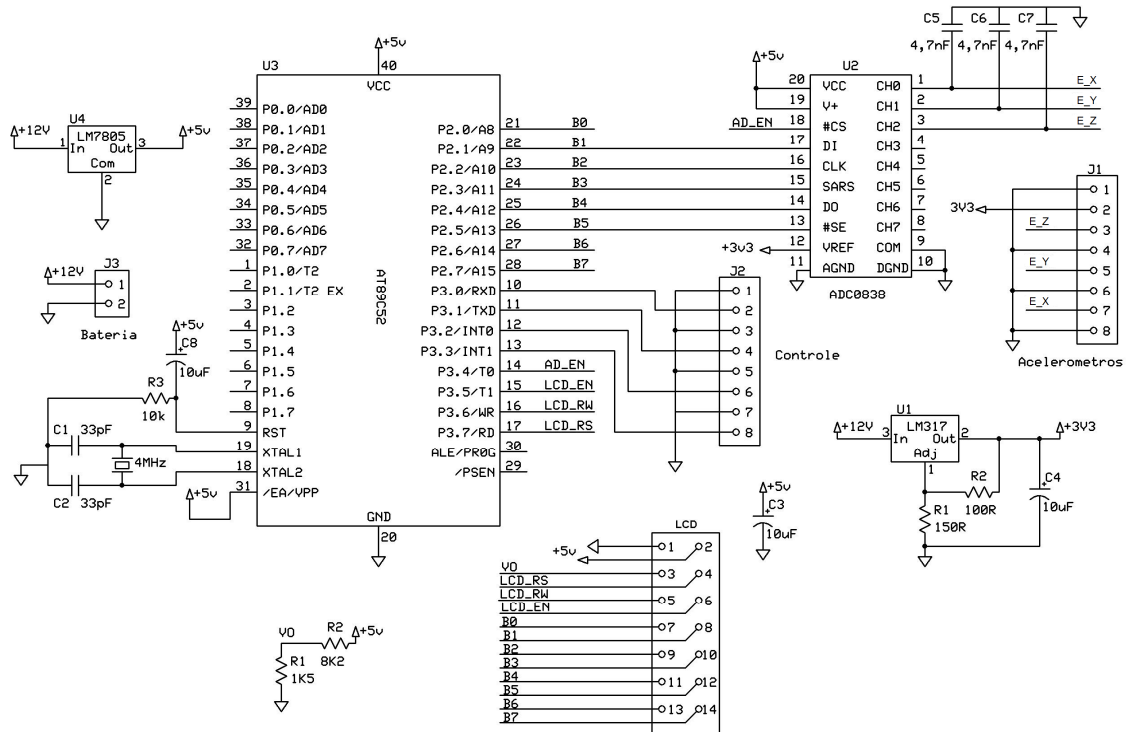 C5 C6 C7
4,7nF 4,7nF 4,7nF
+5v
U3
40
VCC
39 P0.0/AD0
38 P0.1/AD1
37 P0.2/AD2
36 P0.3/AD3
35 P0.4/AD4
34 P0.5/AD5
33 P0.6/AD6
32 P0.7/AD7
1 P1.0/T2
2 P1.1/T2 EX
3 P1.2
4 P1.3
5 P1.4
6 P1.5
7 P1.6
8 P1.7
9 RST
19 XTAL1
18 XTAL2
31 /EA/VPP
AT89C52
P2.0/A8 21 B0
P2.1/A9 22 B1
P2.2/A10 23 B2
P2.3/A11 24 B3
P2.4/A12 25 B4
P2.5/A13 26 B5
P2.6/A14 27 B6
P2.7/A15 28 B7
P3.0/RXD 10
P3.1/TXD 11
P3.2/INT0 12
P3.3/INT1 13
P3.4/T0 14 AD_EN
P3.5/T1 15 LCD_EN
P3.6/WR 16 LCD_RW
P3.7/RD 17 LCD_RS
ALE/PR0G 30
/PSEN 29
GND
20
U4
+12V
LM7805
+5v
1 In Out 3
Com
2
J3
+12V
1
2
Bateria
+5v
C8
10uF
R3
10k
C1 33pF
4MHz
C2 33pF
+5v
+5v
U2
20 VCC CH0 1 E_X
19 V+ CH1 2 E_Y
AD_EN 18 #CS CH2 3 E_Z
17 DI CH3 4
16 CLK CH4 5
15 SARS CH5 6
14 DO CH6 7
13 #SE CH7 8
+3v3 12 VREF COM 9
11 AGND DGND 10
ADC0838
J2
1
2
3
4
5
6
7
8
Controle
J1
1
3V3 2
E_Z 3
4
E_Y 5
6
E_X 7
8
Acelerometros
U1
+12V
LM317
+3V3
3 In Out 2
Adj
1
R2
100R
R1
150R
C4
10uF
+5v
C3
10uF
LCD
1 2
+5v
VO 3 4
LCD_RS
LCD_RW 5 6
LCD_EN
B0 7 8
B1
B2 9 10
B3
B4 11 12
B5
B6 13 14
B7
VO
R2
+5v
8K2
R1
1K5